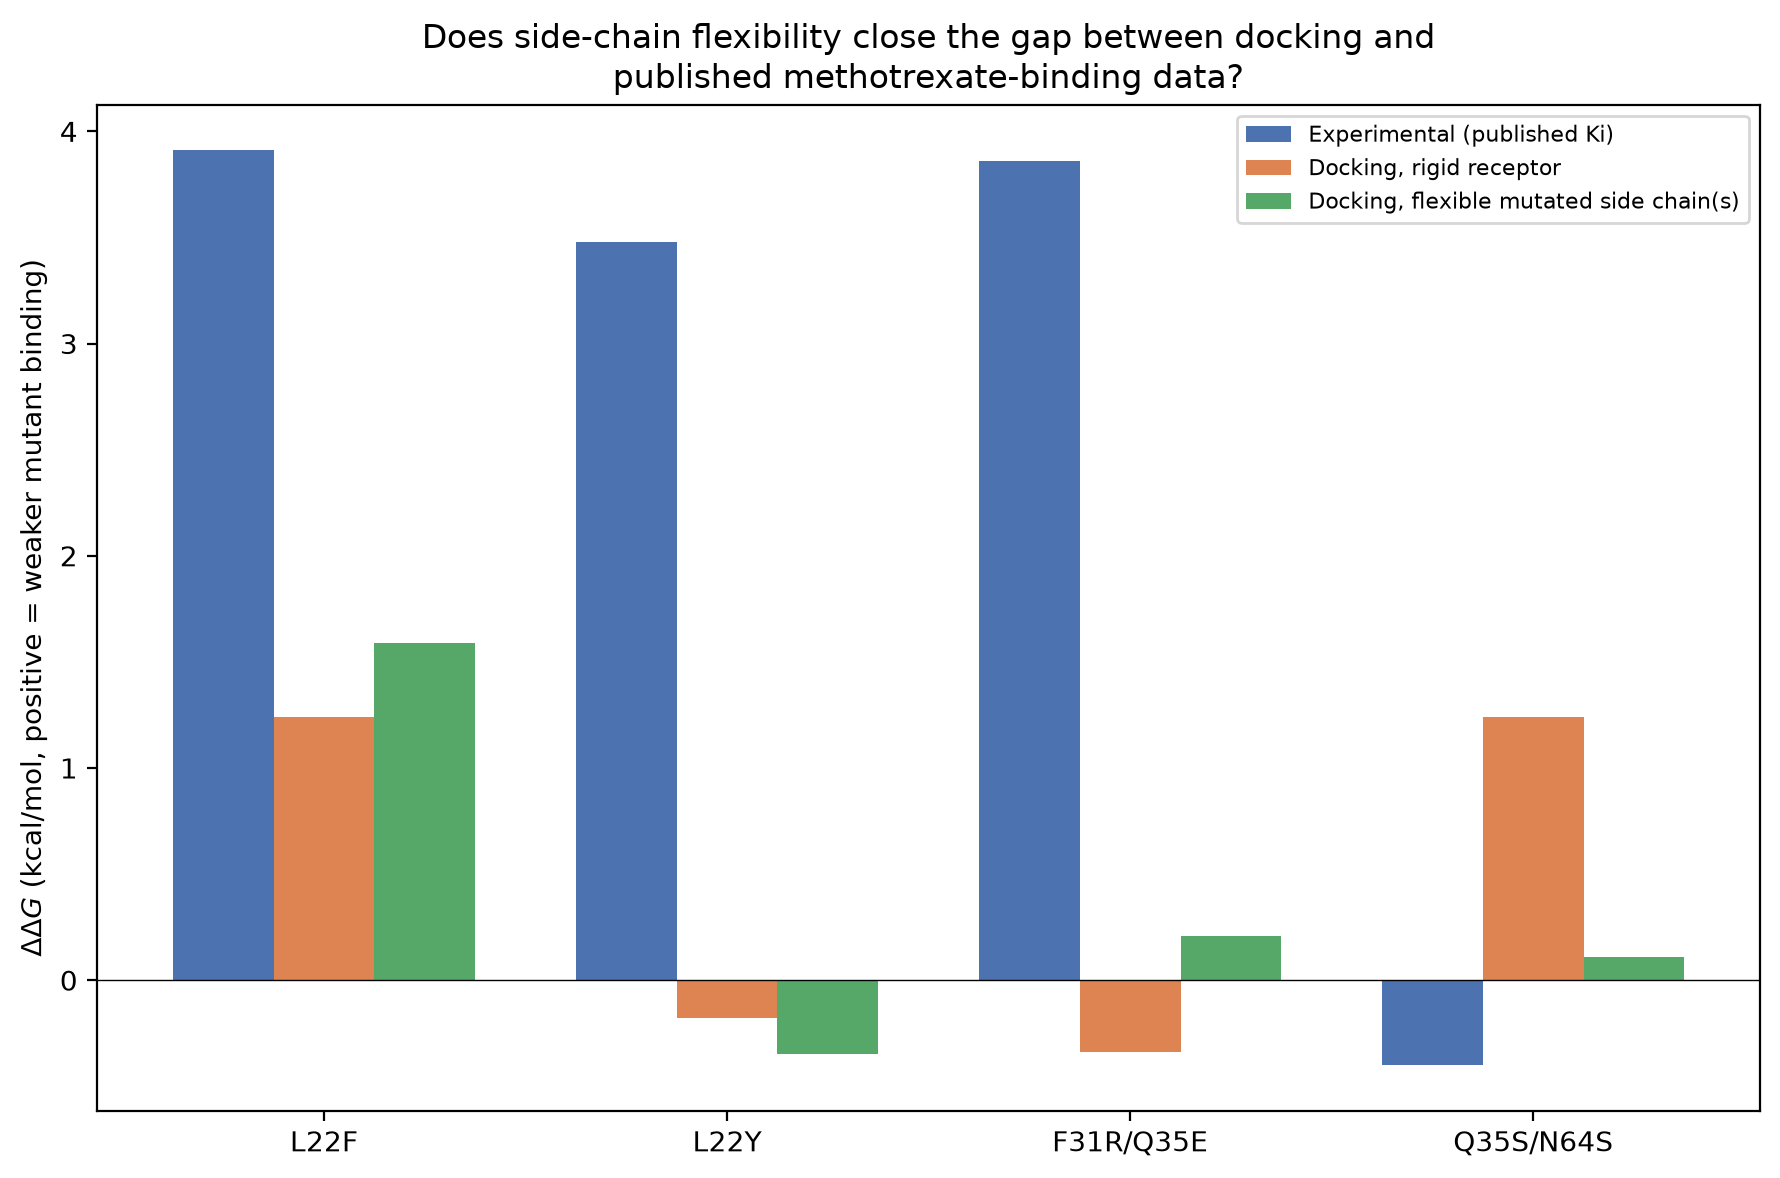 Does side-chain flexibility close the gap between docking and
published methotrexate-binding data?
Experimental (published Ki)
Docking, rigid receptor
Docking, flexible mutated side chain(s)
ΔΔG (kcal/mol, positive = weaker mutant binding)
4
3
2
1
0
L22F
L22Y
F31R/Q35E
Q35S/N64S